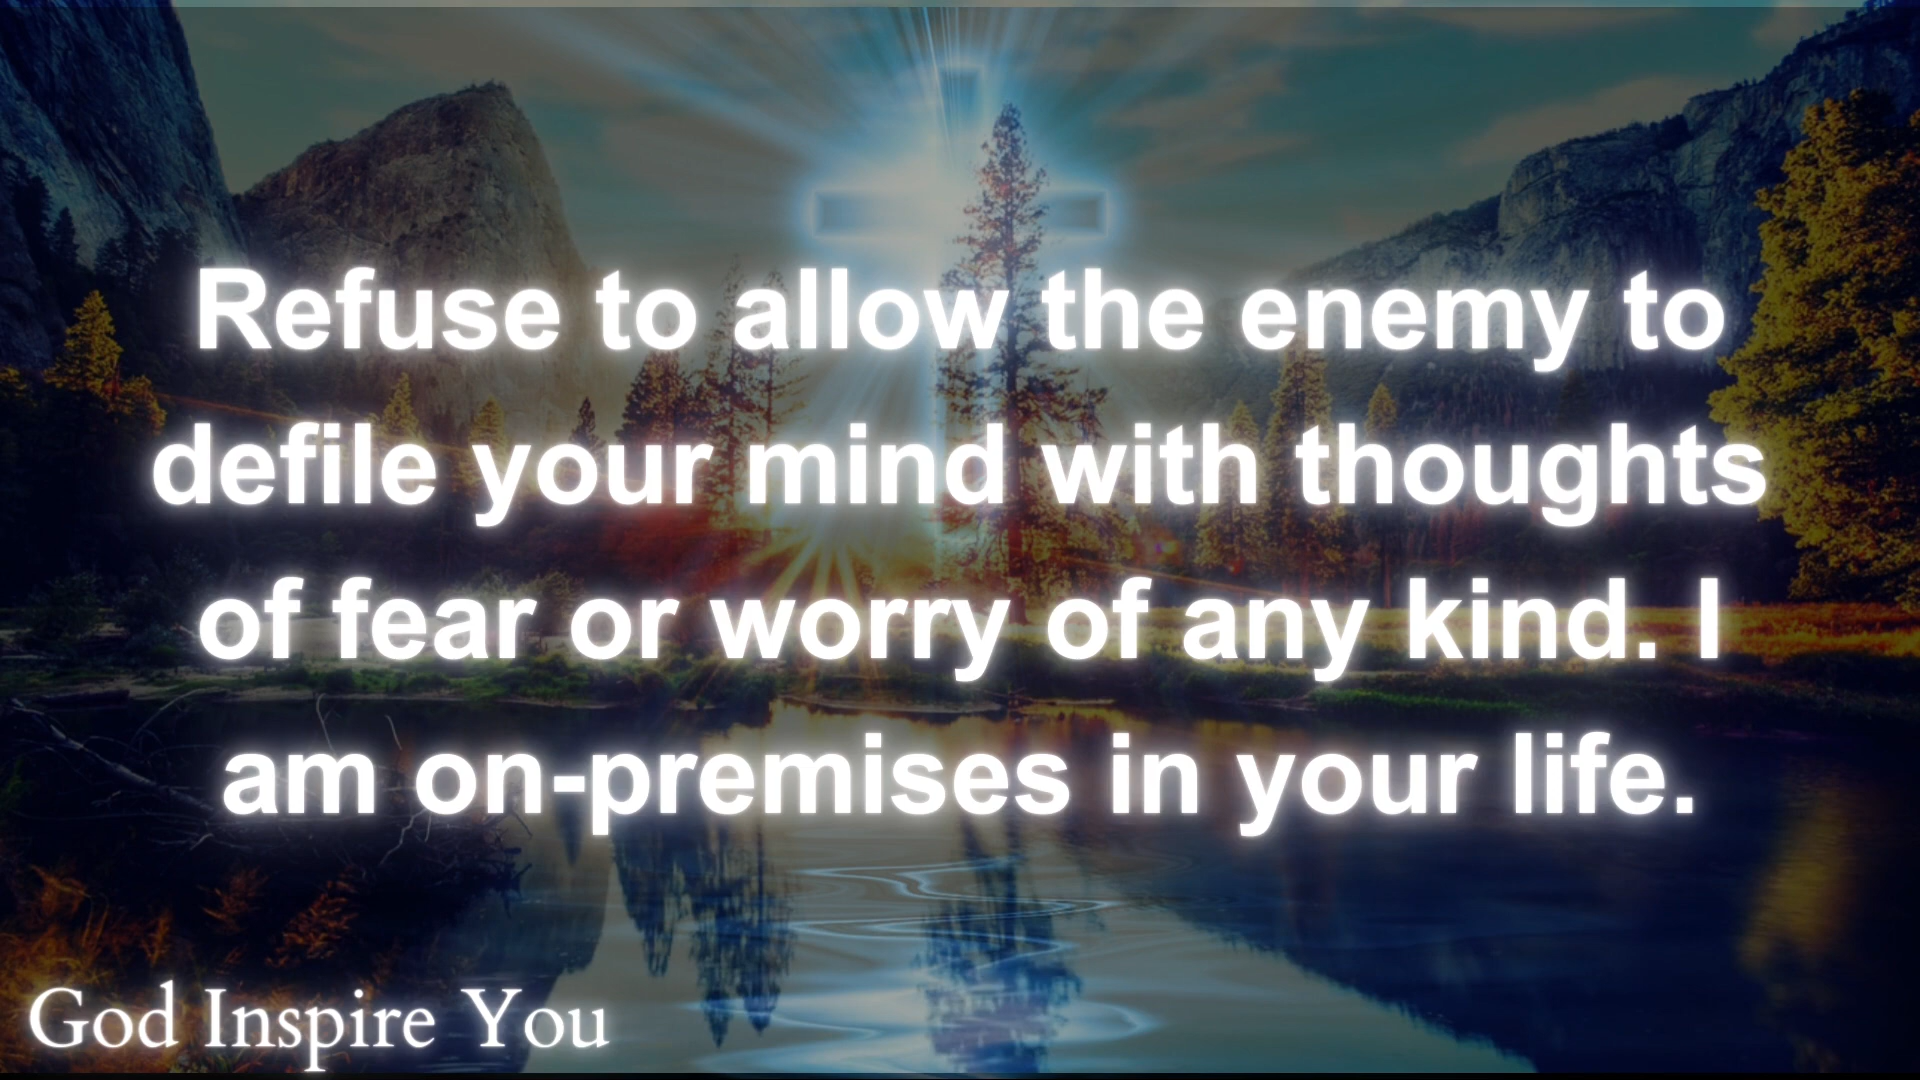 Refuse to allow the enemy to
defile your mind with thoughts
of fear or worry of any kind. I
am on-premises in your life.
God Inspire You